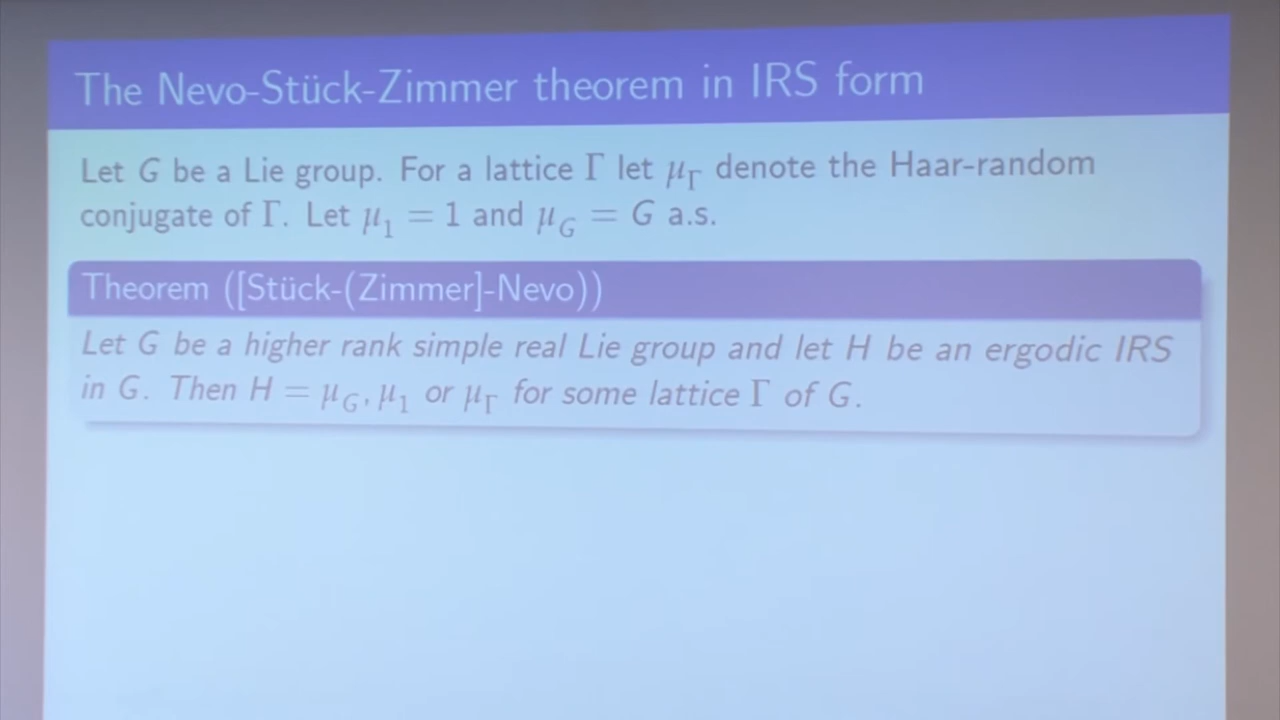 The Nevo-Stück-Zimmer theorem in IRS form
Let G be a Lie group. For a lattice Γ let μ_Γ denote the Haar-random
conjugate of Γ. Let μ_1 = 1 and μ_G = G a.s.
Theorem ([Stück-(Zimmer]-Nevo))
Let G be a higher rank simple real Lie group and let H be an ergodic IRS
in G. Then H = μ_G, μ_1 or μ_Γ for some lattice Γ of G.